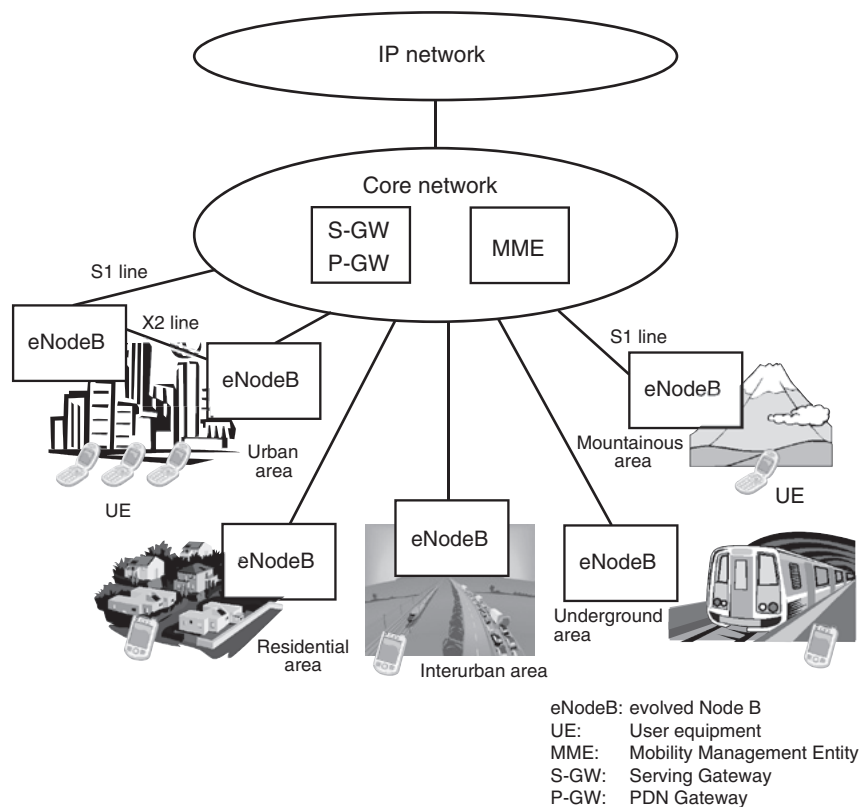 IP network
Core network
S-GW
P-GW
MME
S1 line
X2 line
eNodeB
eNodeB
Urban
area
UE
S1 line
eNodeB
Mountainous
area
UE
eNodeB
Residential
area
eNodeB
Interurban area
eNodeB
Underground
area
eNodeB: evolved Node B
UE: User equipment
MME: Mobility Management Entity
S-GW: Serving Gateway
P-GW: PDN Gateway